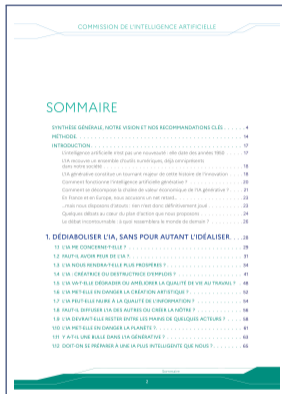 COMMISSION DE L'INTELLIGENCE ARTIFICIELLE
SOMMAIRE
SYNTHÈSE GÉNÉRALE, NOTRE VISION ET NOS RECOMMANDATIONS CLÉS . . . . . . 4
MÉTHODE . . . . . . . . . . . . . . . . . . . . 14
INTRODUCTION . . . . . . . . . . . . . . . . . . . . 17
L'intelligence artificielle n'est pas une nouveauté : elle date des années 1950 . . . . . 17
L'IA recouvre un ensemble d'outils numériques, déjà omniprésents
dans notre société . . . . . . . . . . . . . . . . . . . . 18
L'IA générative constitue un tournant majeur de notre histoire de l'innovation . . . . 18
Comment fonctionne l'intelligence artificielle générative ? . . . . . . . . . . 20
Comment se décompose la chaîne de valeur économique de l'IA générative ? . . . . . 21
En France et en Europe, nous accusons un net retard… . . . . . . . . . . 22
…mais nous disposons d'atouts : rien n'est donc définitivement joué . . . . . . . 23
Quelques débats au cœur du plan d'action que nous proposons . . . . . . . . 24
Le débat incontournable : à quoi ressemblera le monde de demain ? . . . . . . . 25
1. DÉDIABOLISER L'IA, SANS POUR AUTANT L'IDÉALISER . . . . 28
1.1 L'IA ME CONCERNE-T-ELLE ? . . . . . . . . . . . . . . . 29
1.2 FAUT-IL AVOIR PEUR DE L'IA ? . . . . . . . . . . . . . . . 31
1.3 L'IA NOUS RENDRA-T-ELLE PLUS PROSPÈRES ? . . . . . . . . . . 34
1.4 L'IA : CRÉATRICE OU DESTRUCTRICE D'EMPLOIS ? . . . . . . . . . . 41
1.5 L'IA VA-T-ELLE DÉGRADER OU AMÉLIORER LA QUALITÉ DE VIE AU TRAVAIL ? . . 46
1.6 L'IA MET-ELLE EN DANGER LA CRÉATION ARTISTIQUE ? . . . . . . . . 52
1.7 L'IA PEUT-ELLE NUIRE À LA QUALITÉ DE L'INFORMATION ? . . . . . . . 54
1.8 FAUT-IL DIFFUSER L'IA DES AUTRES OU CRÉER LA NÔTRE ? . . . . . . . 56
1.9 L'IA DEVRAIT-ELLE RESTER ENTRE LES MAINS DE QUELQUES ACTEURS ? . . . . 58
1.10 L'IA MET-ELLE EN DANGER LA PLANÈTE ? . . . . . . . . . . . . 61
1.11 Y A-T-IL UNE BULLE DANS L'IA GÉNÉRATIVE ? . . . . . . . . . . . 63
1.12 DOIT-ON SE PRÉPARER À UNE IA PLUS INTELLIGENTE QUE NOUS ? . . . . . . 65
Sommaire